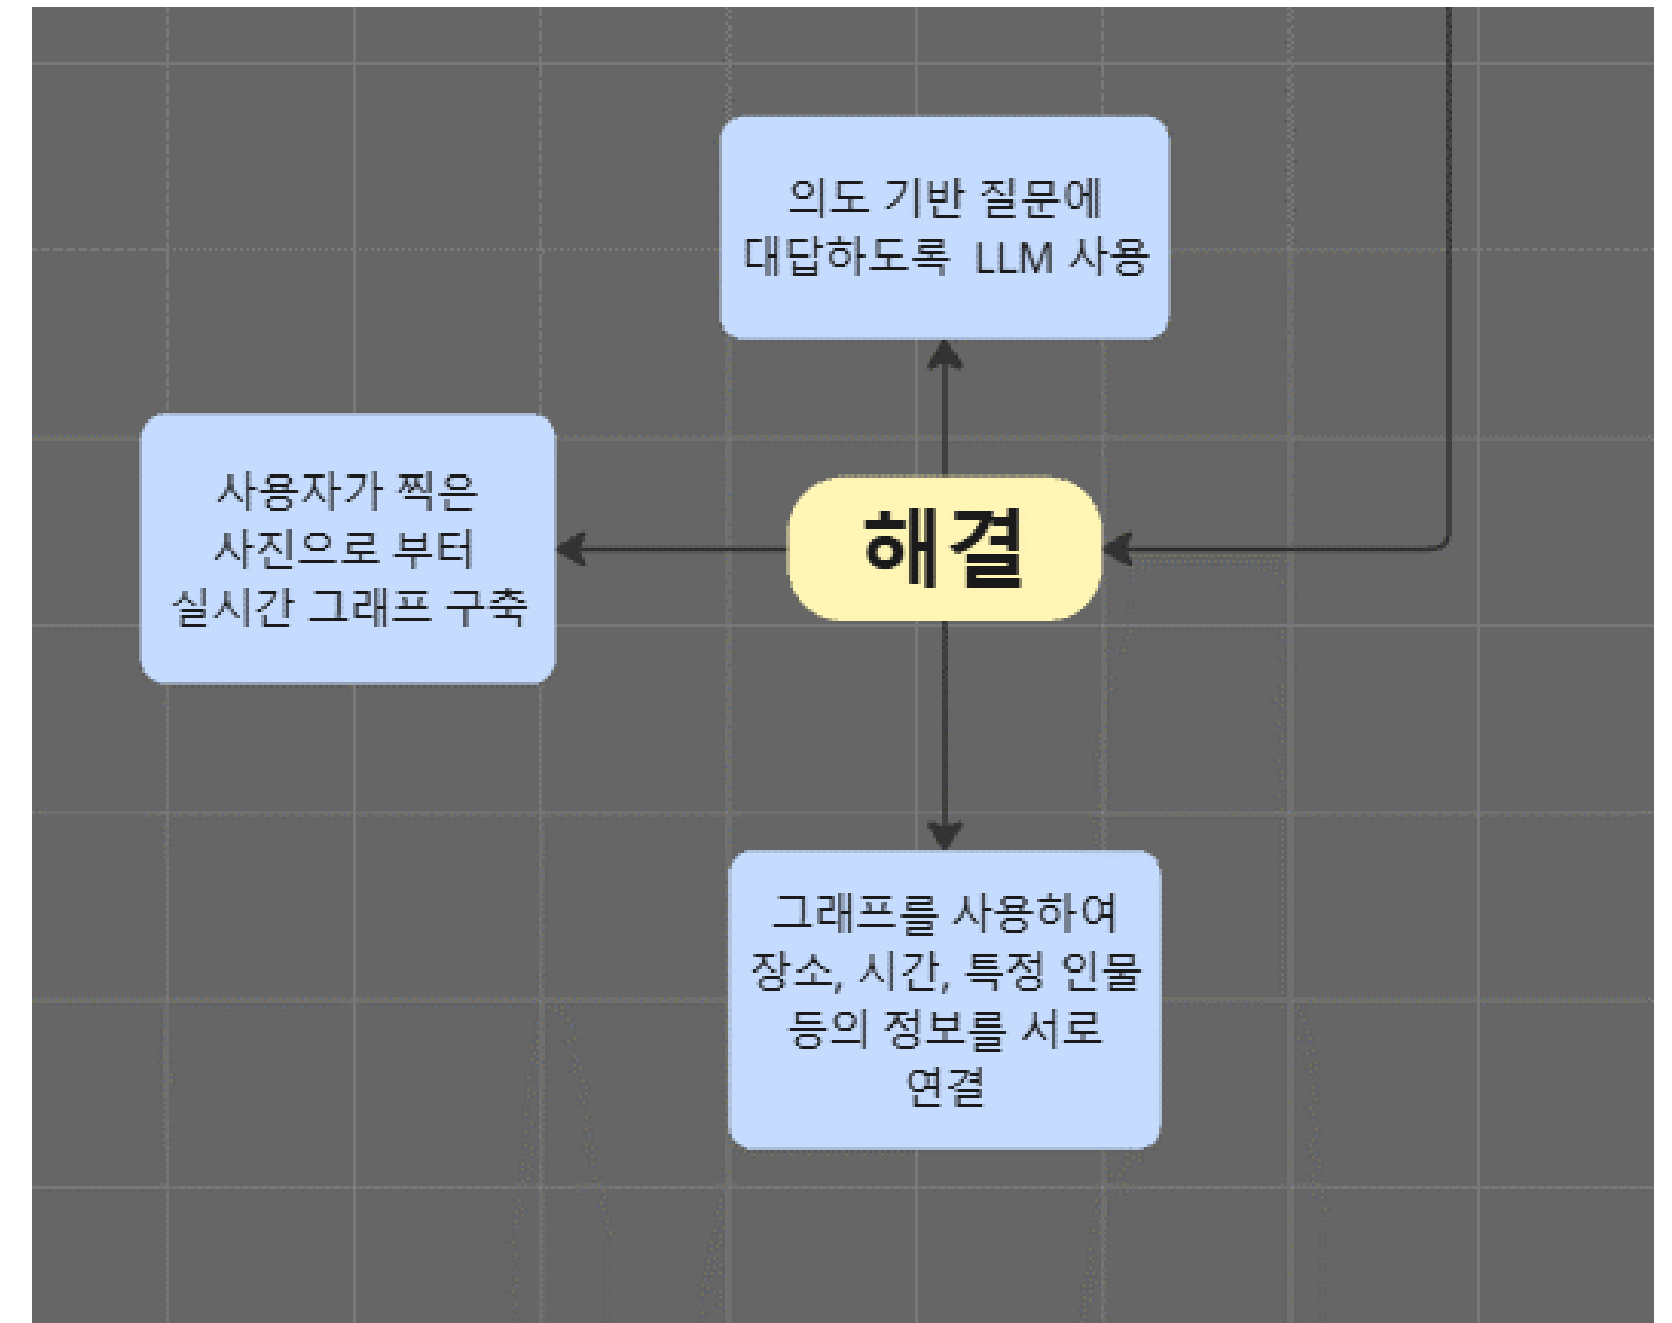 의도 기반 질문에
대답하도록 LLM 사용
사용자가 찍은
사진으로 부터
실시간 그래프 구축
해결
그래프를 사용하여
장소, 시간, 특정 인물
등의 정보를 서로
연결